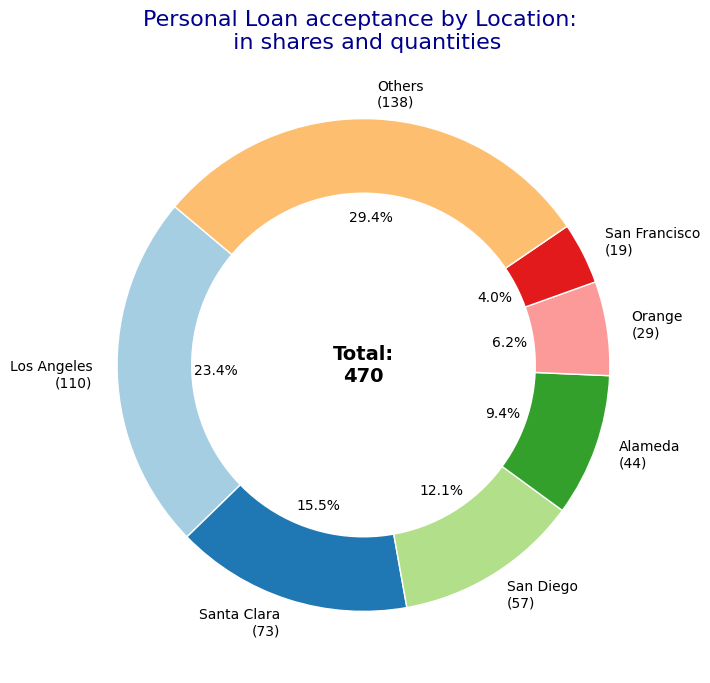 Personal Loan acceptance by Location:
in shares and quantities
Others
(138)
29.4%
San Francisco
(19)
4.0%
Orange
(29)
6.2%
Total:
470
Los Angeles
(110)
23.4%
9.4%
Alameda
(44)
12.1%
15.5%
San Diego
(57)
Santa Clara
(73)